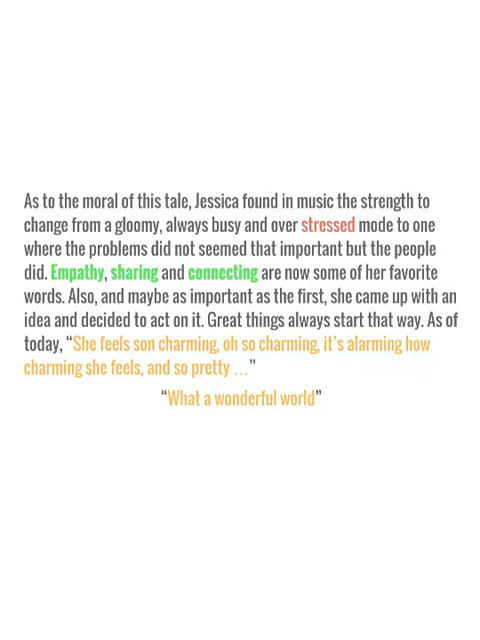 As to the moral of this tale, Jessica found in music the strength to
change from a gloomy, always busy and over stressed mode to one
where the problems did not seemed that important but the people
did. Empathy, sharing and connecting are now some of her favorite
words. Also, and maybe as important as the first, she came up with an
idea and decided to act on it. Great things always start that way. As of
today, “She feels son charming, oh so charming, it's alarming how
charming she feels, and so pretty …”
“What a wonderful world”